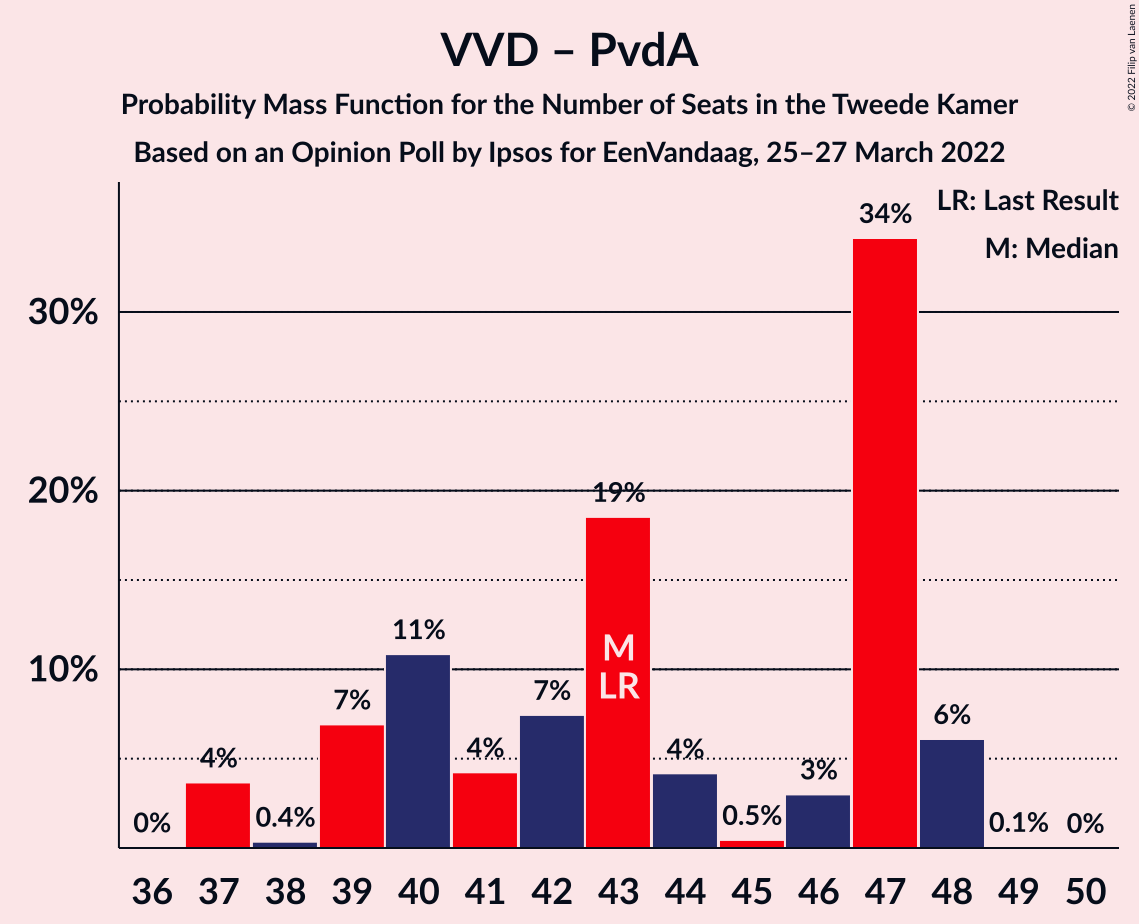 VVD – PvdA
Probability Mass Function for the Number of Seats in the Tweede Kamer
Based on an Opinion Poll by Ipsos for EenVandaag, 25–27 March 2022
© 2022 Filip van Laenen
LR: Last Result
M: Median
30%
20%
10%
0%
4%
0.4%
7%
11%
4%
7%
19%
4%
0.5%
3%
34%
6%
0.1%
0%
M
LR
36 37 38 39 40 41 42 43 44 45 46 47 48 49 50